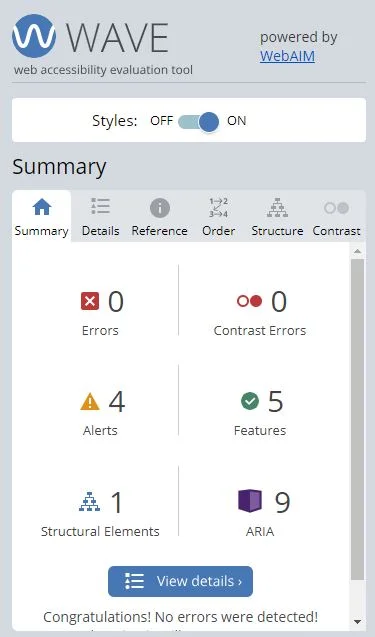 WAVE
web accessibility evaluation tool
powered by
WebAIM
Styles: OFF ON
Summary
1 2
3 4
Summary Details Reference Order Structure Contrast
0 0
Errors Contrast Errors
4 5
Alerts Features
1 9
Structural Elements ARIA
View details ›
Congratulations! No errors were detected!